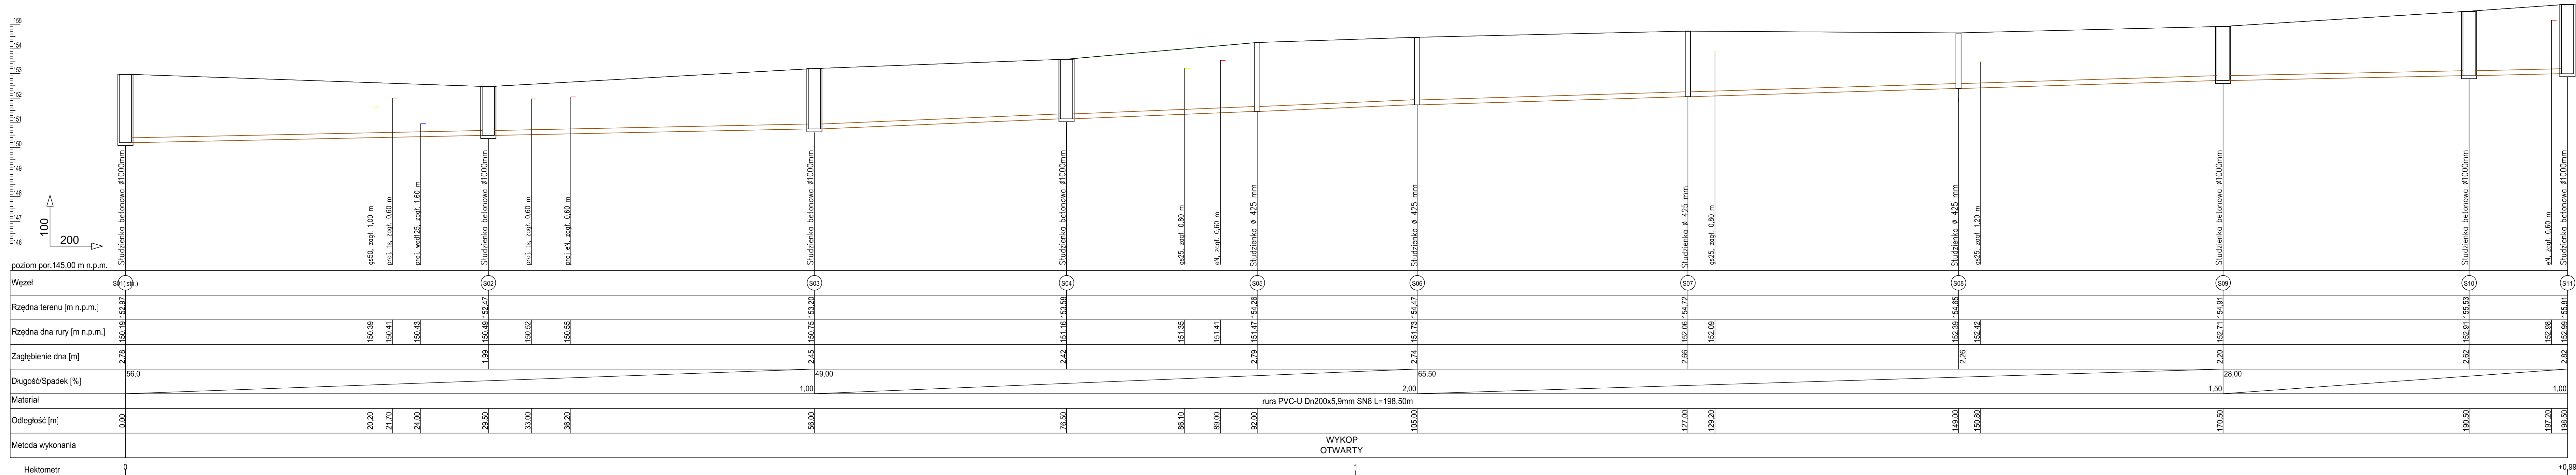 155
154
153
152
151
150
149
148
147
146
100
200
poziom por.145,00 m n.p.m.
Studzienka betonowa ø1000mm
gs50, zagł. 1,00 m
proj. ts, zagł. 0,60 m
proj. wod125, zagł. 1,60 m
Studzienka betonowa ø1000mm
proj. ts, zagł. 0,60 m
proj. eN, zagł. 0,60 m
Studzienka betonowa ø1000mm
Studzienka betonowa ø1000mm
gs25, zagł. 0,80 m
eN, zagł. 0,60 m
Studzienka ø 425 mm
Studzienka ø 425 mm
Studzienka ø 425 mm
gs25, zagł. 0,80 m
Studzienka ø 425 mm
gs25, zagł. 1,20 m
Studzienka betonowa ø1000mm
Studzienka betonowa ø1000mm
eN, zagł. 0,60 m
Studzienka betonowa ø1000mm
Węzeł S01(istn.) S02 S03 S04 S05 S06 S07 S08 S09 S10 S11
Rzędna terenu [m n.p.m.] 152,97 152,47 153,20 153,58 154,26 154,47 154,72 154,65 154,91 155,53 155,81
Rzędna dna rury [m n.p.m.] 150,19 150,39 150,41 150,43 150,49 150,52 150,55 150,75 151,16 151,35 151,41 151,47 151,73 152,06 152,09 152,39 152,42 152,71 152,91 152,98 152,99
Zagłębienie dna [m] 2,78 1,99 2,45 2,42 2,79 2,74 2,66 2,26 2,20 2,62 2,82
Długość/Spadek [%] 56,0 49,00 65,50 28,00
1,00 2,00 1,50 1,00
Materiał rura PVC-U Dn200x5,9mm SN8 L=198,50m
Odległość [m] 0,00 20,20 21,70 24,00 29,50 33,00 36,20 56,00 76,50 86,10 89,00 92,00 105,00 127,00 129,20 149,00 150,80 170,50 190,50 197,20 198,50
Metoda wykonania WYKOP
OTWARTY
Hektometr 0 1 +0,99